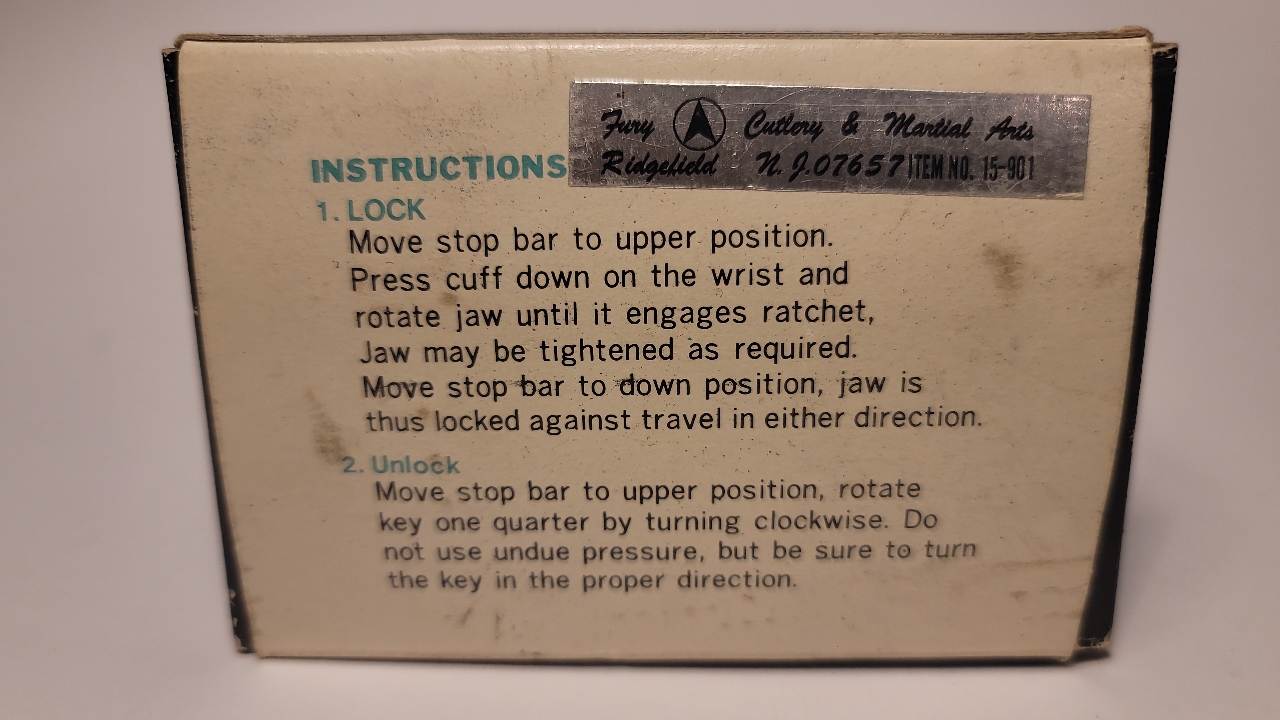 Fury Cutlery & Martial Arts
Ridgefield N.J.07657 ITEM NO. 15-901
INSTRUCTIONS
1. LOCK
Move stop bar to upper position.
Press cuff down on the wrist and
rotate jaw until it engages ratchet,
Jaw may be tightened as required.
Move stop bar to down position, jaw is
thus locked against travel in either direction.
2. Unlock
Move stop bar to upper position, rotate
key one quarter by turning clockwise. Do
not use undue pressure, but be sure to turn
the key in the proper direction.